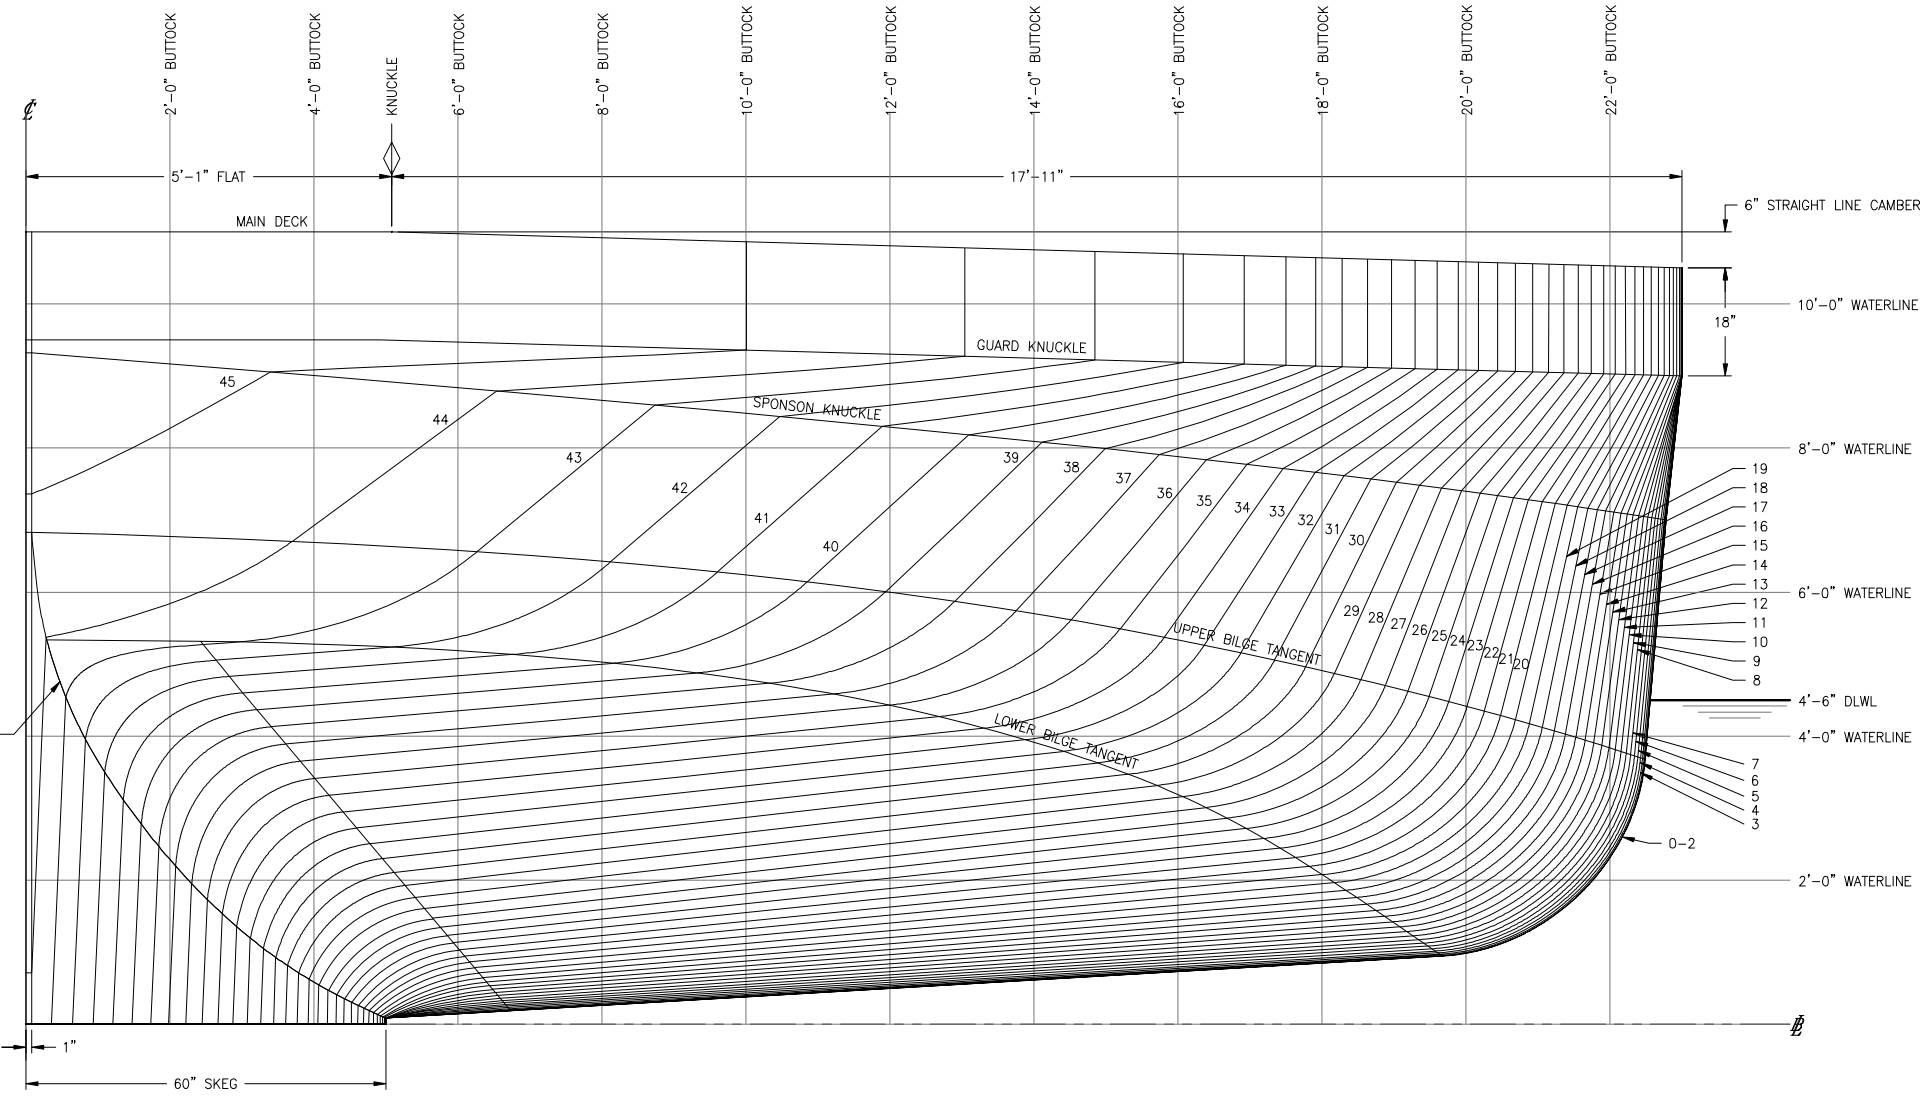 2'-0" BUTTOCK
4'-0" BUTTOCK
KNUCKLE
6'-0" BUTTOCK
8'-0" BUTTOCK
10'-0" BUTTOCK
12'-0" BUTTOCK
14'-0" BUTTOCK
16'-0" BUTTOCK
18'-0" BUTTOCK
20'-0" BUTTOCK
22'-0" BUTTOCK
℄
5'-1" FLAT
17'-11"
6" STRAIGHT LINE CAMBER
MAIN DECK
10'-0" WATERLINE
18"
GUARD KNUCKLE
45
SPONSON KNUCKLE
44
8'-0" WATERLINE
43
39
38
37
36
35
34
33
32
31
30
42
41
40
19
18
17
16
15
14
13
12
11
10
9
8
6'-0" WATERLINE
29
28
27
26
25
24
23
22
21
20
UPPER BILGE TANGENT
4'-6" DLWL
LOWER BILGE TANGENT
4'-0" WATERLINE
7
6
5
4
3
0-2
2'-0" WATERLINE
BL
1"
60" SKEG